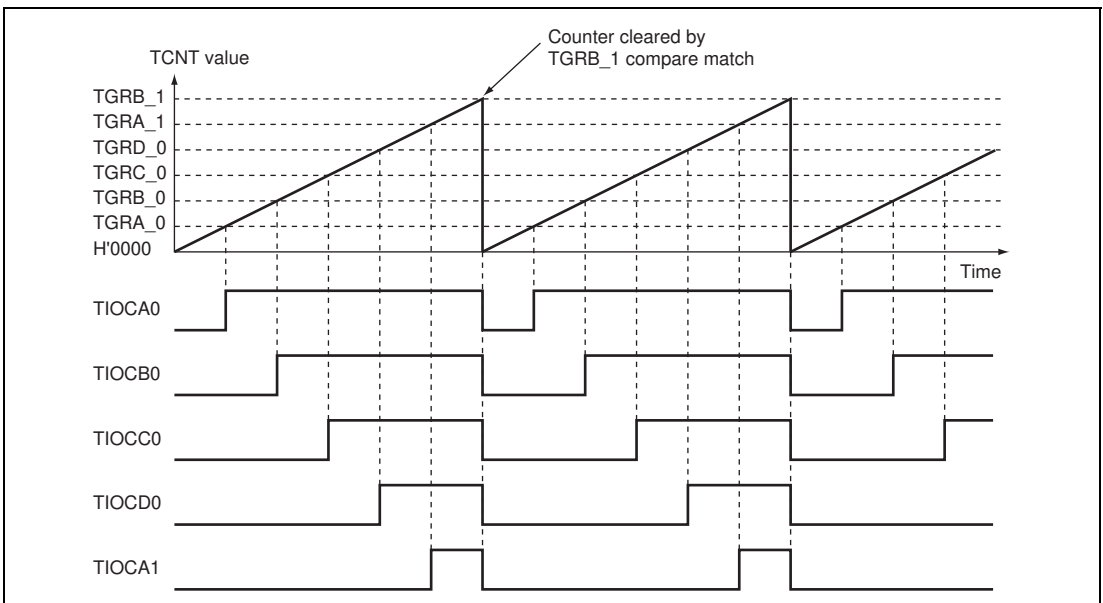 Counter cleared by
TGRB_1 compare match
TCNT value
TGRB_1
TGRA_1
TGRD_0
TGRC_0
TGRB_0
TGRA_0
H'0000
Time
TIOCA0
TIOCB0
TIOCC0
TIOCD0
TIOCA1